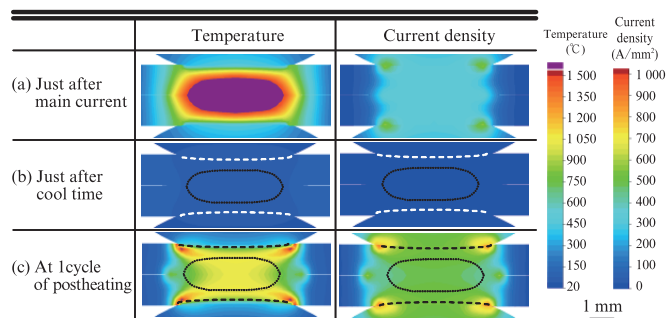 Temperature
Current density
(a) Just after
main current
(b) Just after
cool time
(c) At 1cycle
of postheating
Temperature
(℃)
1 500
1 350
1 200
1 050
900
750
600
450
300
150
20
Current
density
(A/mm²)
1 000
900
800
700
600
500
400
300
200
100
0
1 mm